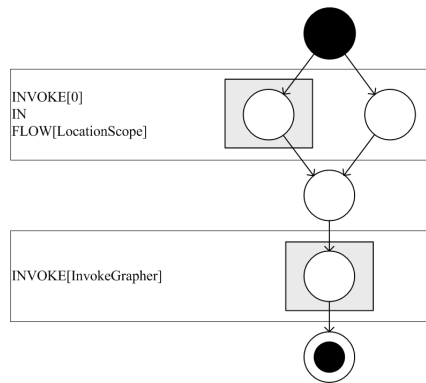 INVOKE[0]
IN
FLOW[LocationScope]
INVOKE[InvokeGrapher]